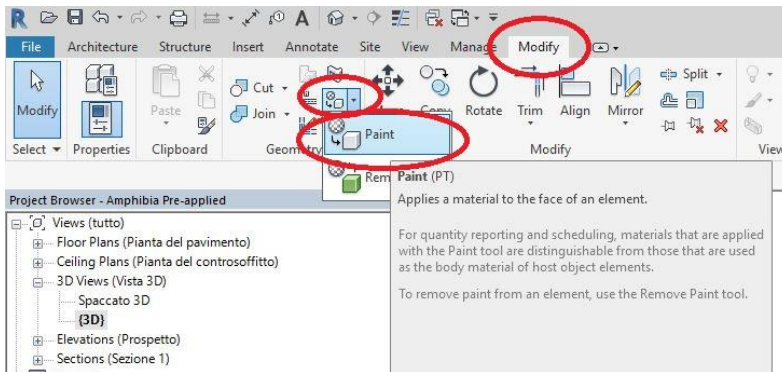 R A
File Architecture Structure Insert Annotate Site View Manage Modify
Modify Paste Cut Join Copy Rotate Trim Align Mirror Split
Select Properties Clipboard Modify
Paint
Paint (PT)
Applies a material to the face of an element.
For quantity reporting and scheduling, materials that are applied
with the Paint tool are distinguishable from those that are used
as the body material of host object elements.
To remove paint from an element, use the Remove Paint tool.
Project Browser - Amphibia Pre-applied
Views (tutto)
Floor Plans (Pianta del pavimento)
Ceiling Plans (Pianta del controsoffitto)
3D Views (Vista 3D)
Spaccato 3D
{3D}
Elevations (Prospetto)
Sections (Sezione 1)